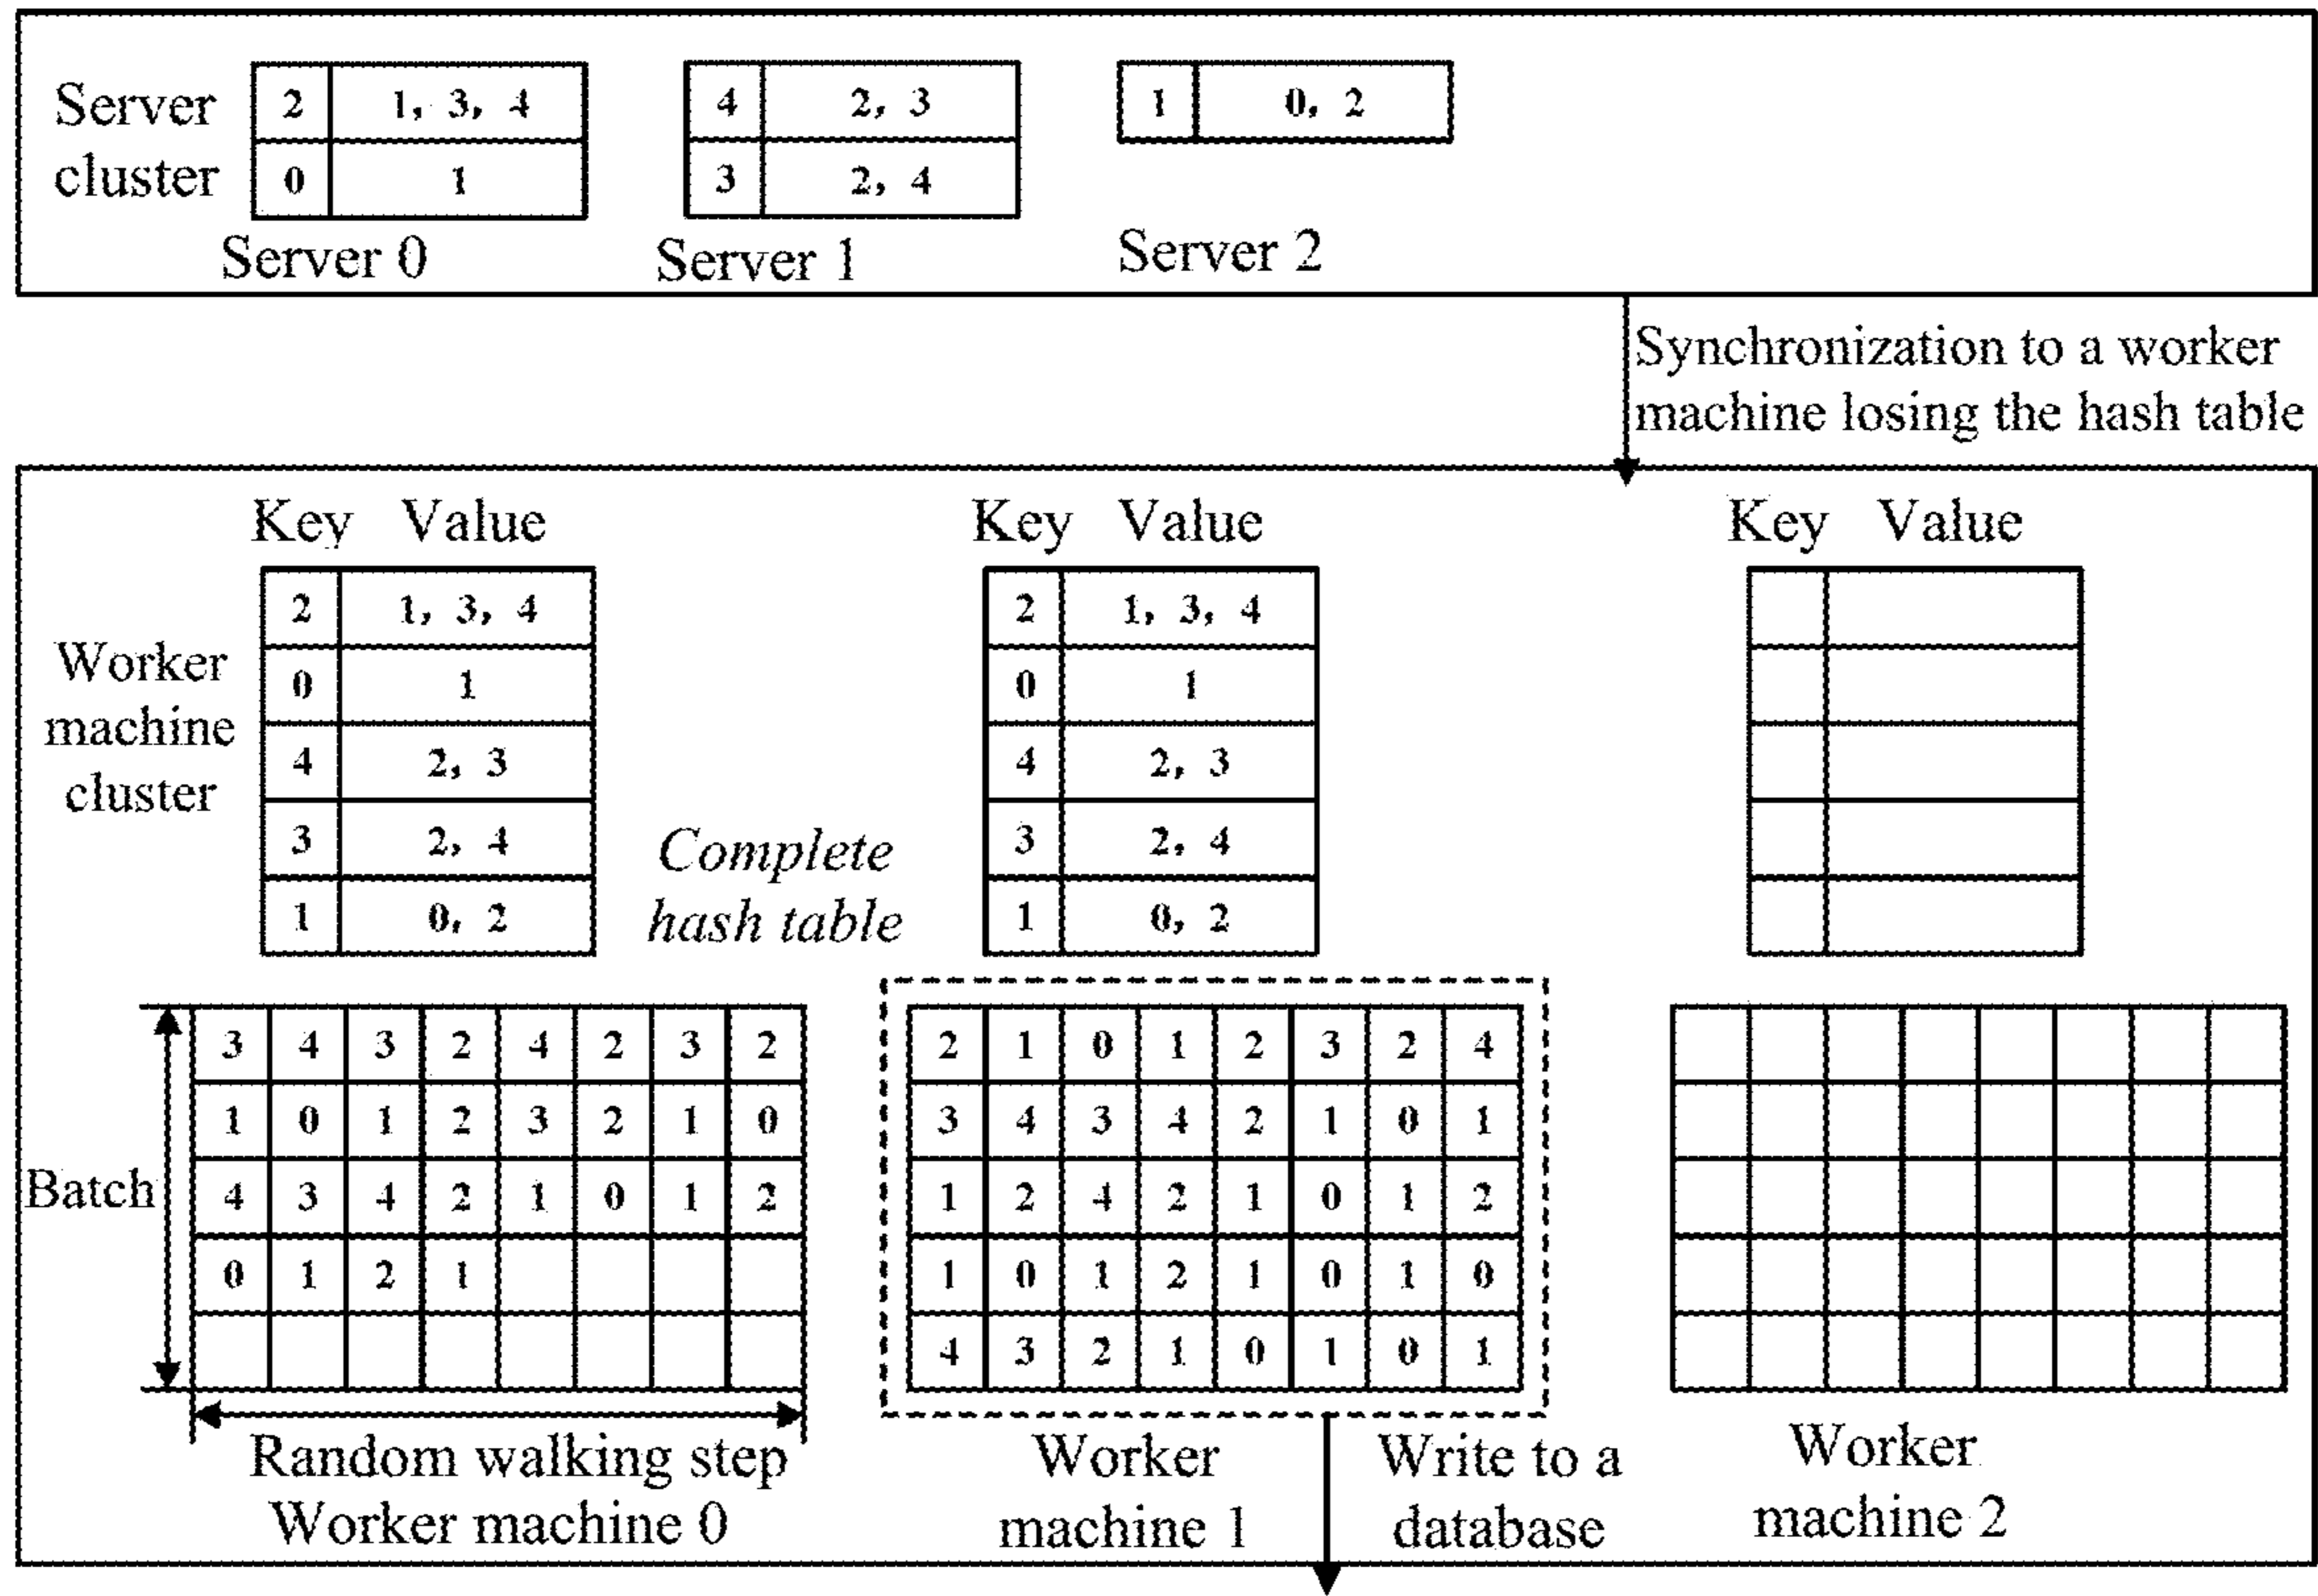 Server
cluster
2 1, 3, 4
0 1
Server 0
4 2, 3
3 2, 4
Server 1
1 0, 2
Server 2
Synchronization to a worker
machine losing the hash table
Worker
machine
cluster
Key Value
2 1, 3, 4
0 1
4 2, 3
3 2, 4
1 0, 2
Complete
hash table
Key Value
2 1, 3, 4
0 1
4 2, 3
3 2, 4
1 0, 2
Key Value
Batch
3 4 3 2 4 2 3 2
1 0 1 2 3 2 1 0
4 3 4 2 1 0 1 2
0 1 2 1
Random walking step
Worker machine 0
2 1 0 1 2 3 2 4
3 4 3 4 2 1 0 1
1 2 4 2 1 0 1 2
1 0 1 2 1 0 1 0
4 3 2 1 0 1 0 1
Worker
machine 1
Write to a
database
Worker
machine 2